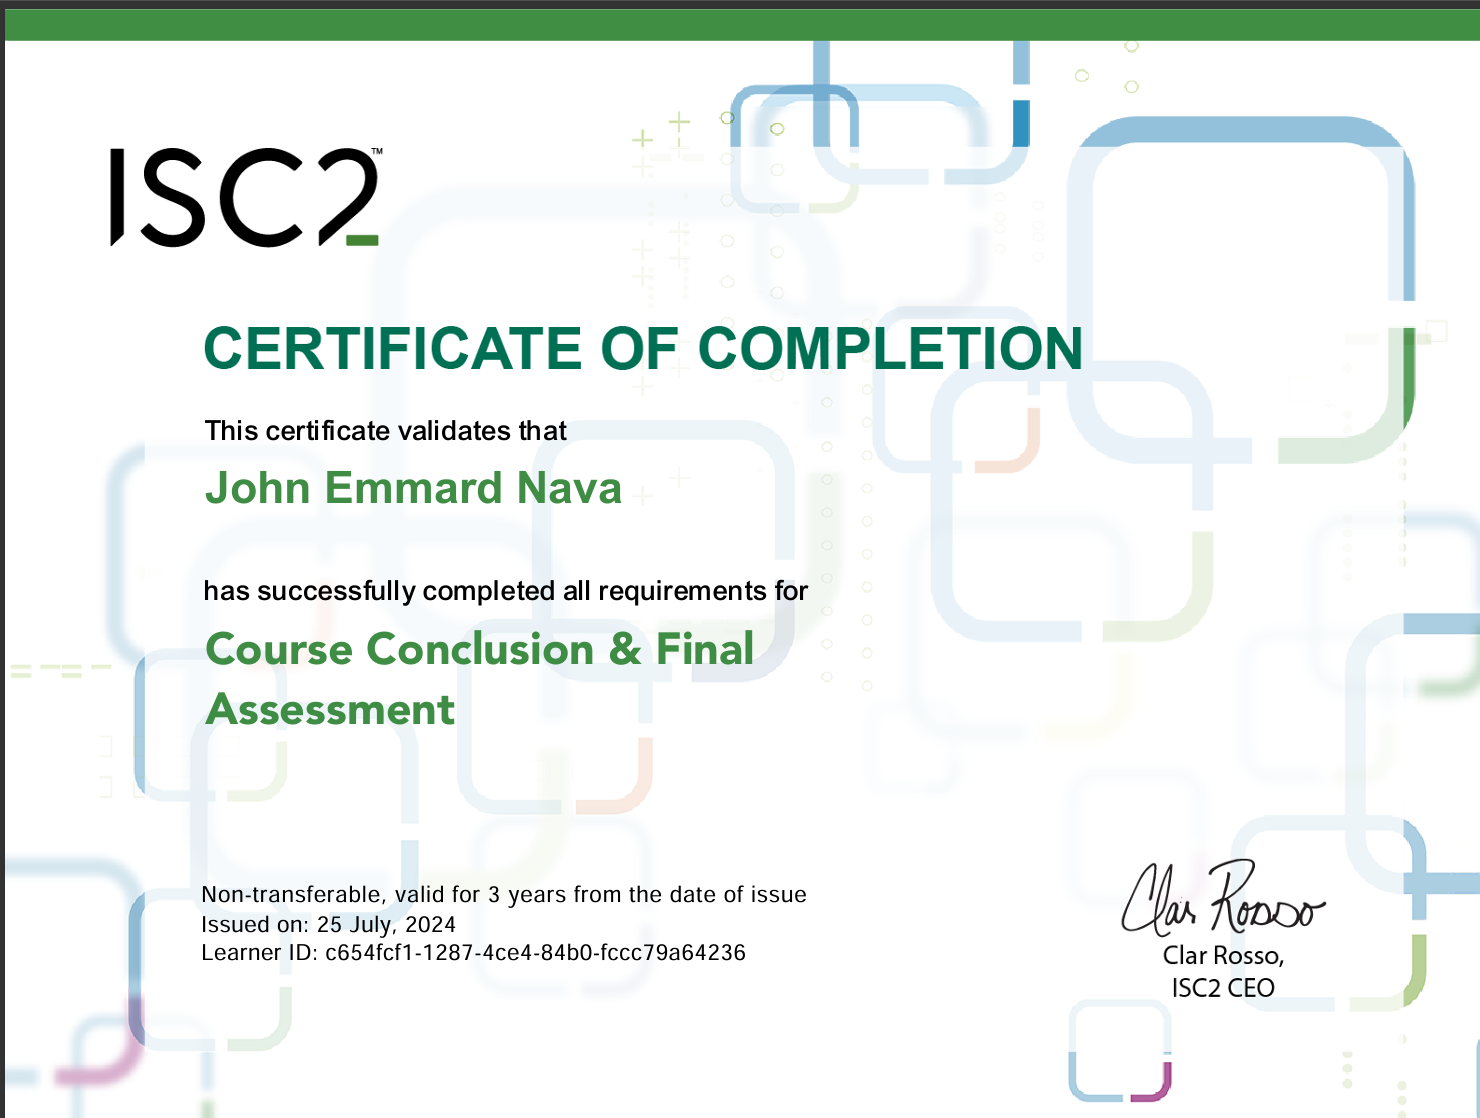 ISC2™
CERTIFICATE OF COMPLETION
This certificate validates that
John Emmard Nava
has successfully completed all requirements for
Course Conclusion & Final
Assessment
Non-transferable, valid for 3 years from the date of issue
Issued on: 25 July, 2024
Learner ID: c654fcf1-1287-4ce4-84b0-fccc79a64236
Clar Rosso
Clar Rosso,
ISC2 CEO